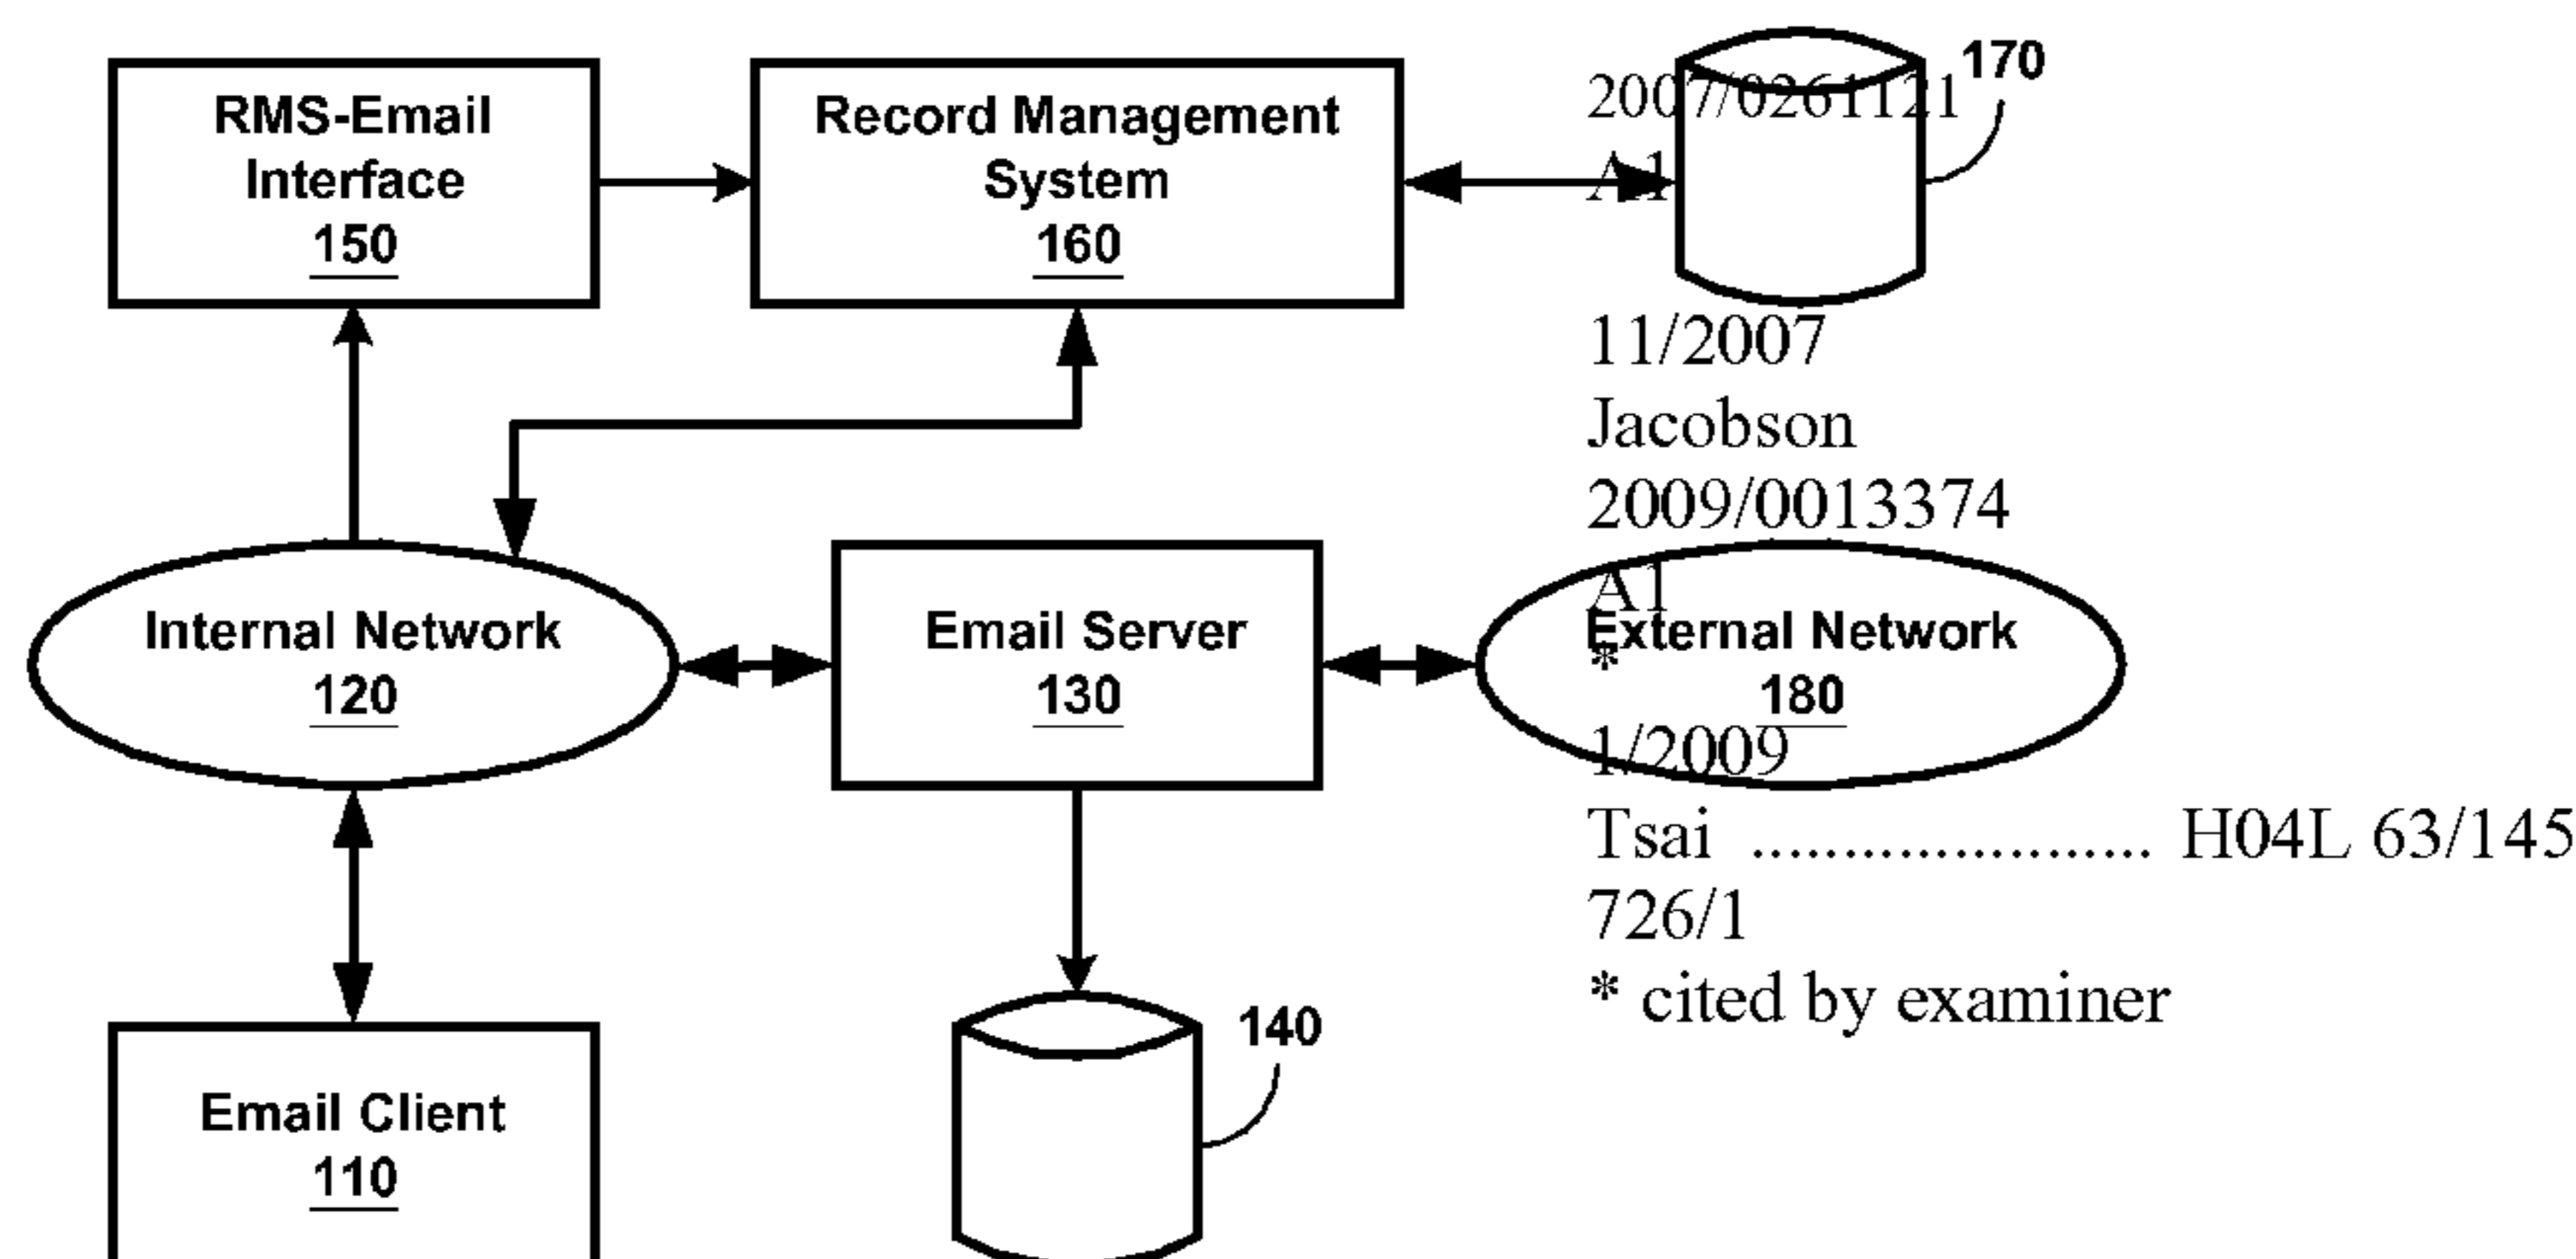 RMS-Email
Interface
150
Record Management
System
160
170
2007/0261121
A1
11/2007
Jacobson
2009/0013374
A1
*
1/2009
Tsai ...................... H04L 63/145
726/1
* cited by examiner
Internal Network
120
Email Server
130
External Network
180
Email Client
110
140